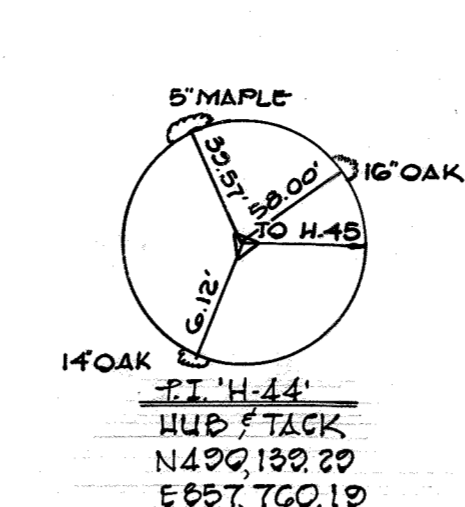 5" MAPLE
39.57'
58.00'
16" OAK
TO H-45
6.12'
14" OAK
P.I. 'H-44'
HUB & TACK
N490,139.29
E857,760.19